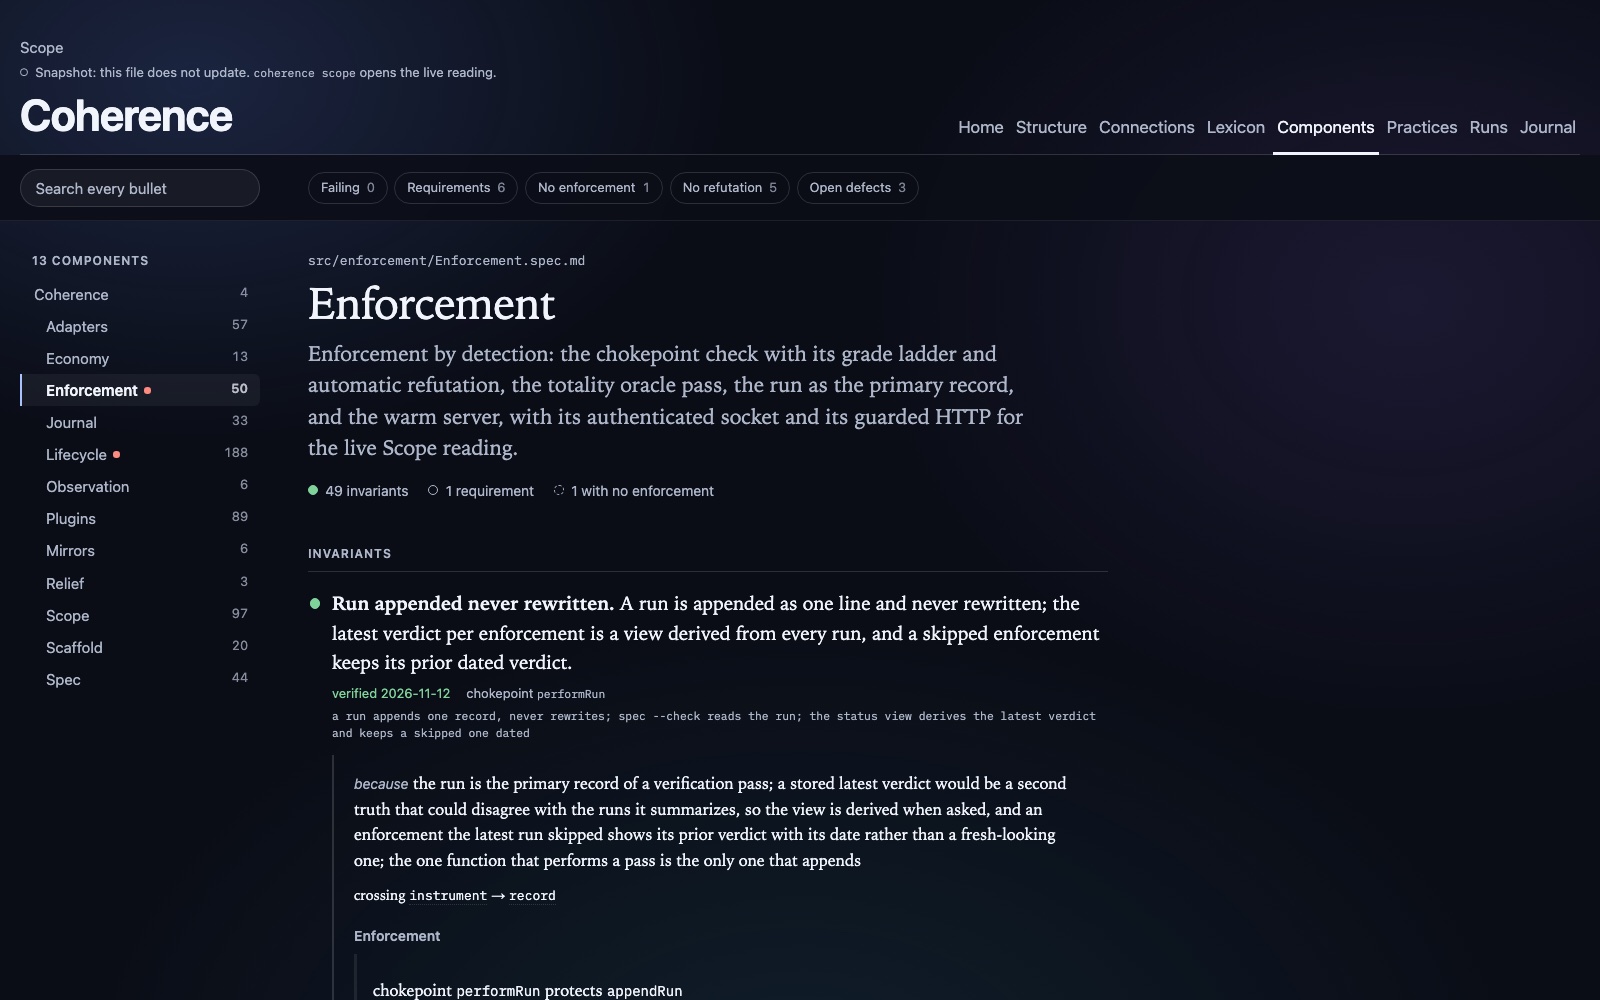 Scope
Snapshot: this file does not update. coherence scope opens the live reading.
Coherence
Home Structure Connections Lexicon Components Practices Runs Journal
Search every bullet
Failing 0 Requirements 6 No enforcement 1 No refutation 5 Open defects 3
13 COMPONENTS
Coherence 4
Adapters 57
Economy 13
Enforcement 50
Journal 33
Lifecycle 188
Observation 6
Plugins 89
Mirrors 6
Relief 3
Scope 97
Scaffold 20
Spec 44
src/enforcement/Enforcement.spec.md
Enforcement
Enforcement by detection: the chokepoint check with its grade ladder and
automatic refutation, the totality oracle pass, the run as the primary record,
and the warm server, with its authenticated socket and its guarded HTTP for
the live Scope reading.
49 invariants 1 requirement 1 with no enforcement
INVARIANTS
Run appended never rewritten. A run is appended as one line and never rewritten; the
latest verdict per enforcement is a view derived from every run, and a skipped enforcement
keeps its prior dated verdict.
verified 2026-11-12 chokepoint performRun
a run appends one record, never rewrites; spec --check reads the run; the status view derives the latest verdict
and keeps a skipped one dated
because the run is the primary record of a verification pass; a stored latest verdict would be a second
truth that could disagree with the runs it summarizes, so the view is derived when asked, and an
enforcement the latest run skipped shows its prior verdict with its date rather than a fresh-looking
one; the one function that performs a pass is the only one that appends
crossing instrument → record
Enforcement
chokepoint performRun protects appendRun